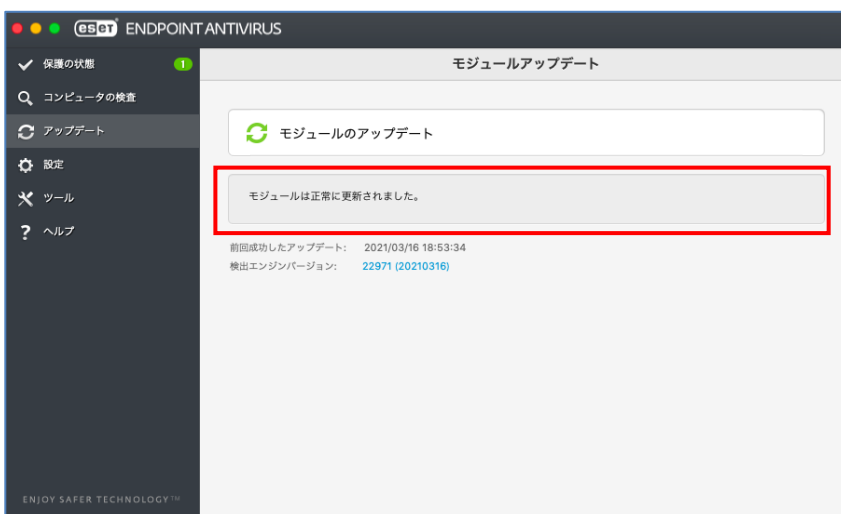 eseT ENDPOINT ANTIVIRUS
保護の状態 1
モジュールアップデート
コンピュータの検査
アップデート
モジュールのアップデート
設定
ツール
モジュールは正常に更新されました。
ヘルプ
前回成功したアップデート: 2021/03/16 18:53:34
検出エンジンバージョン: 22971 (20210316)
ENJOY SAFER TECHNOLOGY™